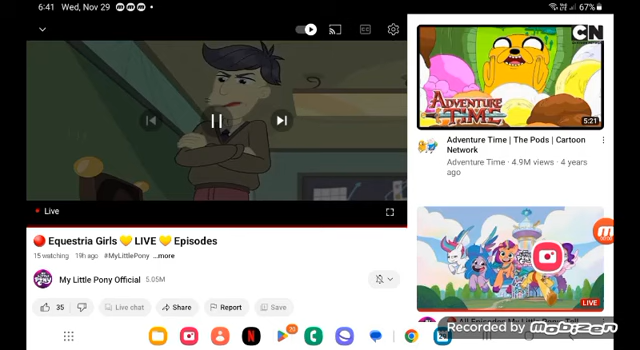 6:41 Wed, Nov 29
67%
CN
ADVENTURE TIME
5:21
Adventure Time | The Pods | Cartoon
Network
Adventure Time • 4.9M views • 4 years
ago
Live
🔴 Equestria Girls 💛 LIVE 💛 Episodes
15 watching 19h ago #MyLittlePony ...more
My Little Pony Official 5.05M
35
Live chat
Share
Report
Save
LIVE
Recorded by mobizen